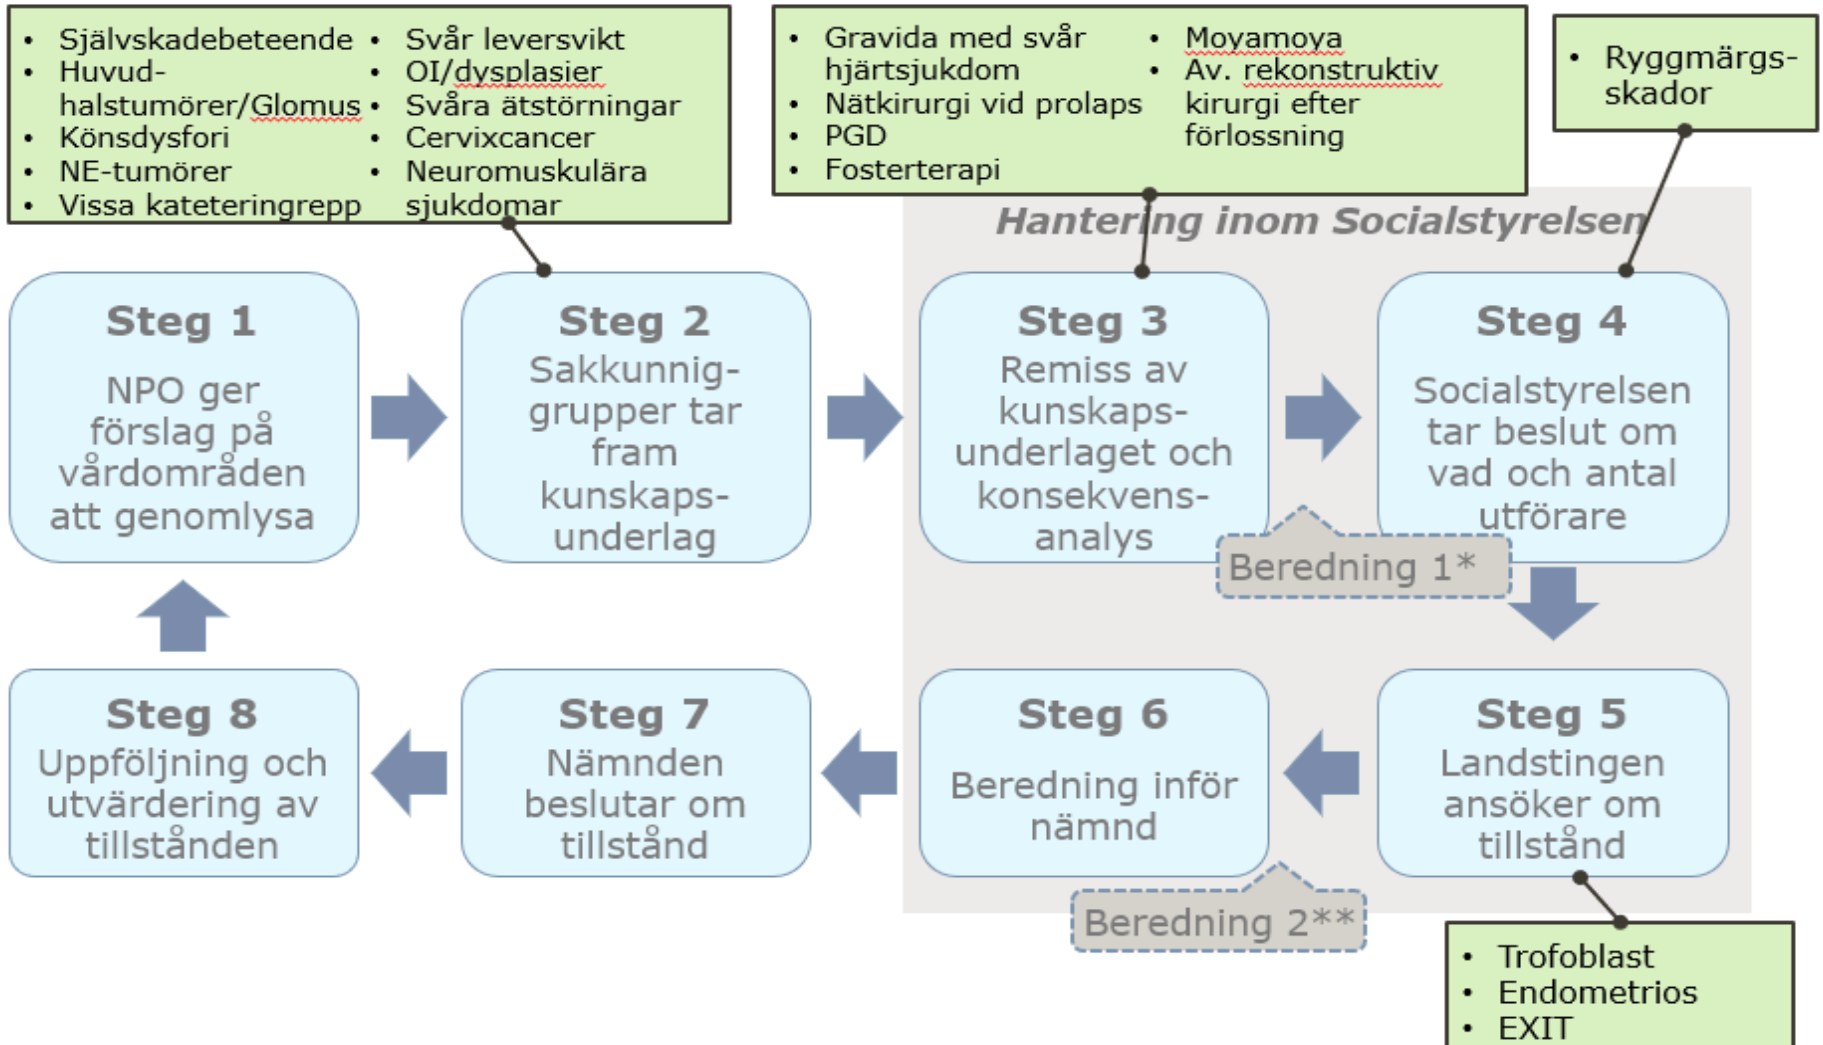 • Självskadebeteende
• Huvud-
halstumörer/Glomus
• Könsdysfori
• NE-tumörer
• Vissa kateteringrepp
• Svår leversvikt
• OI/dysplasier
• Svåra ätstörningar
• Cervixcancer
• Neuromuskulära
sjukdomar
• Gravida med svår
hjärtsjukdom
• Nätkirurgi vid prolaps
• PGD
• Fosterterapi
• Moyamoya
• Av. rekonstruktiv
kirurgi efter
förlossning
• Ryggmärgs-
skador
Hantering inom Socialstyrelsen
Steg 1
NPO ger
förslag på
vårdområden
att genomlysa
Steg 2
Sakkunnig-
grupper tar
fram
kunskaps-
underlag
Steg 3
Remiss av
kunskaps-
underlaget och
konsekvens-
analys
Steg 4
Socialstyrelsen
tar beslut om
vad och antal
utförare
Beredning 1*
Steg 8
Uppföljning och
utvärdering av
tillstånden
Steg 7
Nämnden
beslutar om
tillstånd
Steg 6
Beredning inför
nämnd
Steg 5
Landstingen
ansöker om
tillstånd
Beredning 2**
• Trofoblast
• Endometrios
• EXIT